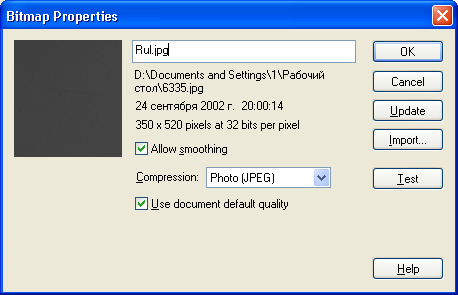 Bitmap Properties
Rul.jpg
OK
D:\Documents and Settings\1\Рабочий
стол\6335.jpg
Cancel
24 сентября 2002 г.  20:00:14
Update
350 x 520 pixels at 32 bits per pixel
Import...
Allow smoothing
Compression: Photo (JPEG)
Test
Use document default quality
Help